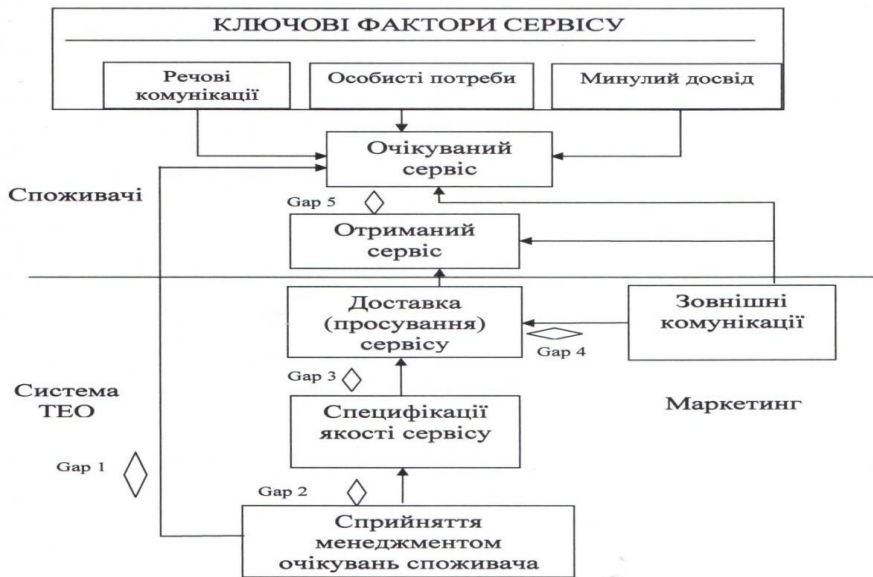 КЛЮЧОВІ ФАКТОРИ СЕРВІСУ
Речові
комунікації
Особисті потреби
Минулий досвід
Очікуваний
сервіс
Споживачі
Gap 5
Отриманий
сервіс
Доставка
(просування)
сервісу
Зовнішні
комунікації
Gap 4
Gap 3
Система
ТЕО
Специфікації
якості сервісу
Маркетинг
Gap 1
Gap 2
Сприйняття
менеджментом
очікувань споживача